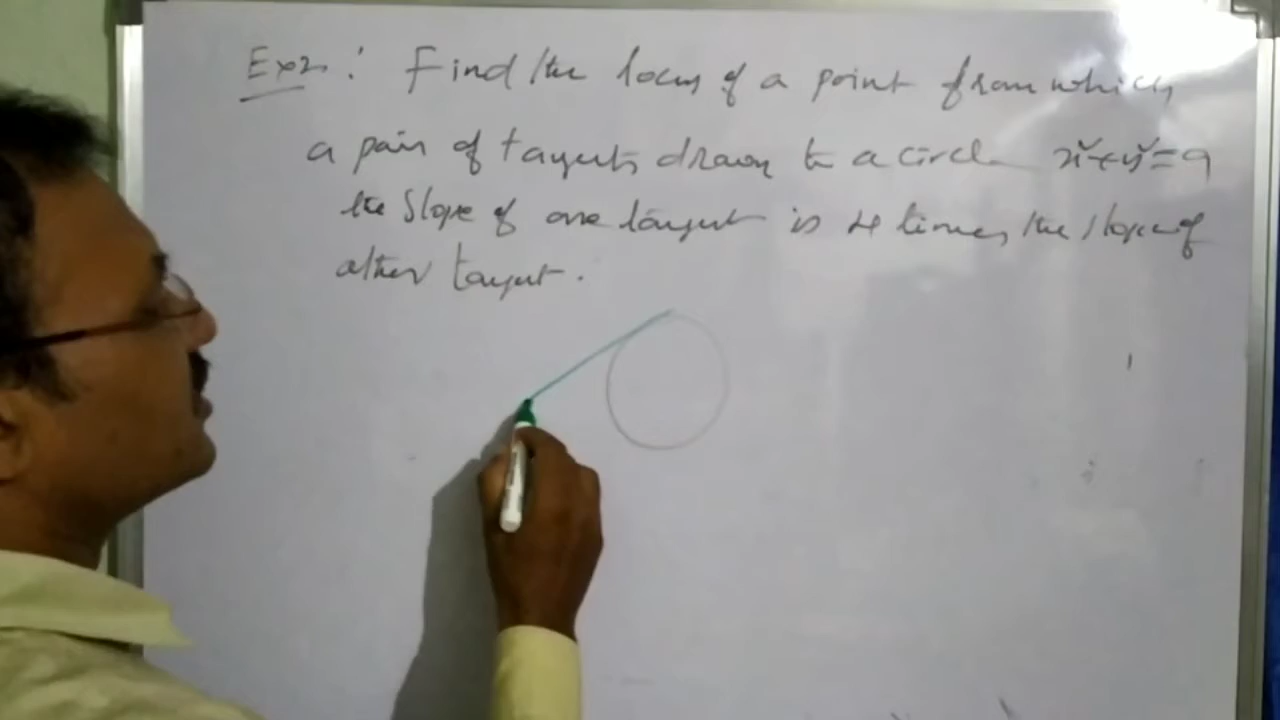 Ex2: Find the locus of a point from which
a pair of tangents drawn to a circle x²+y²=9
the slope of one tangent is 4 times the slope of
other tangent.